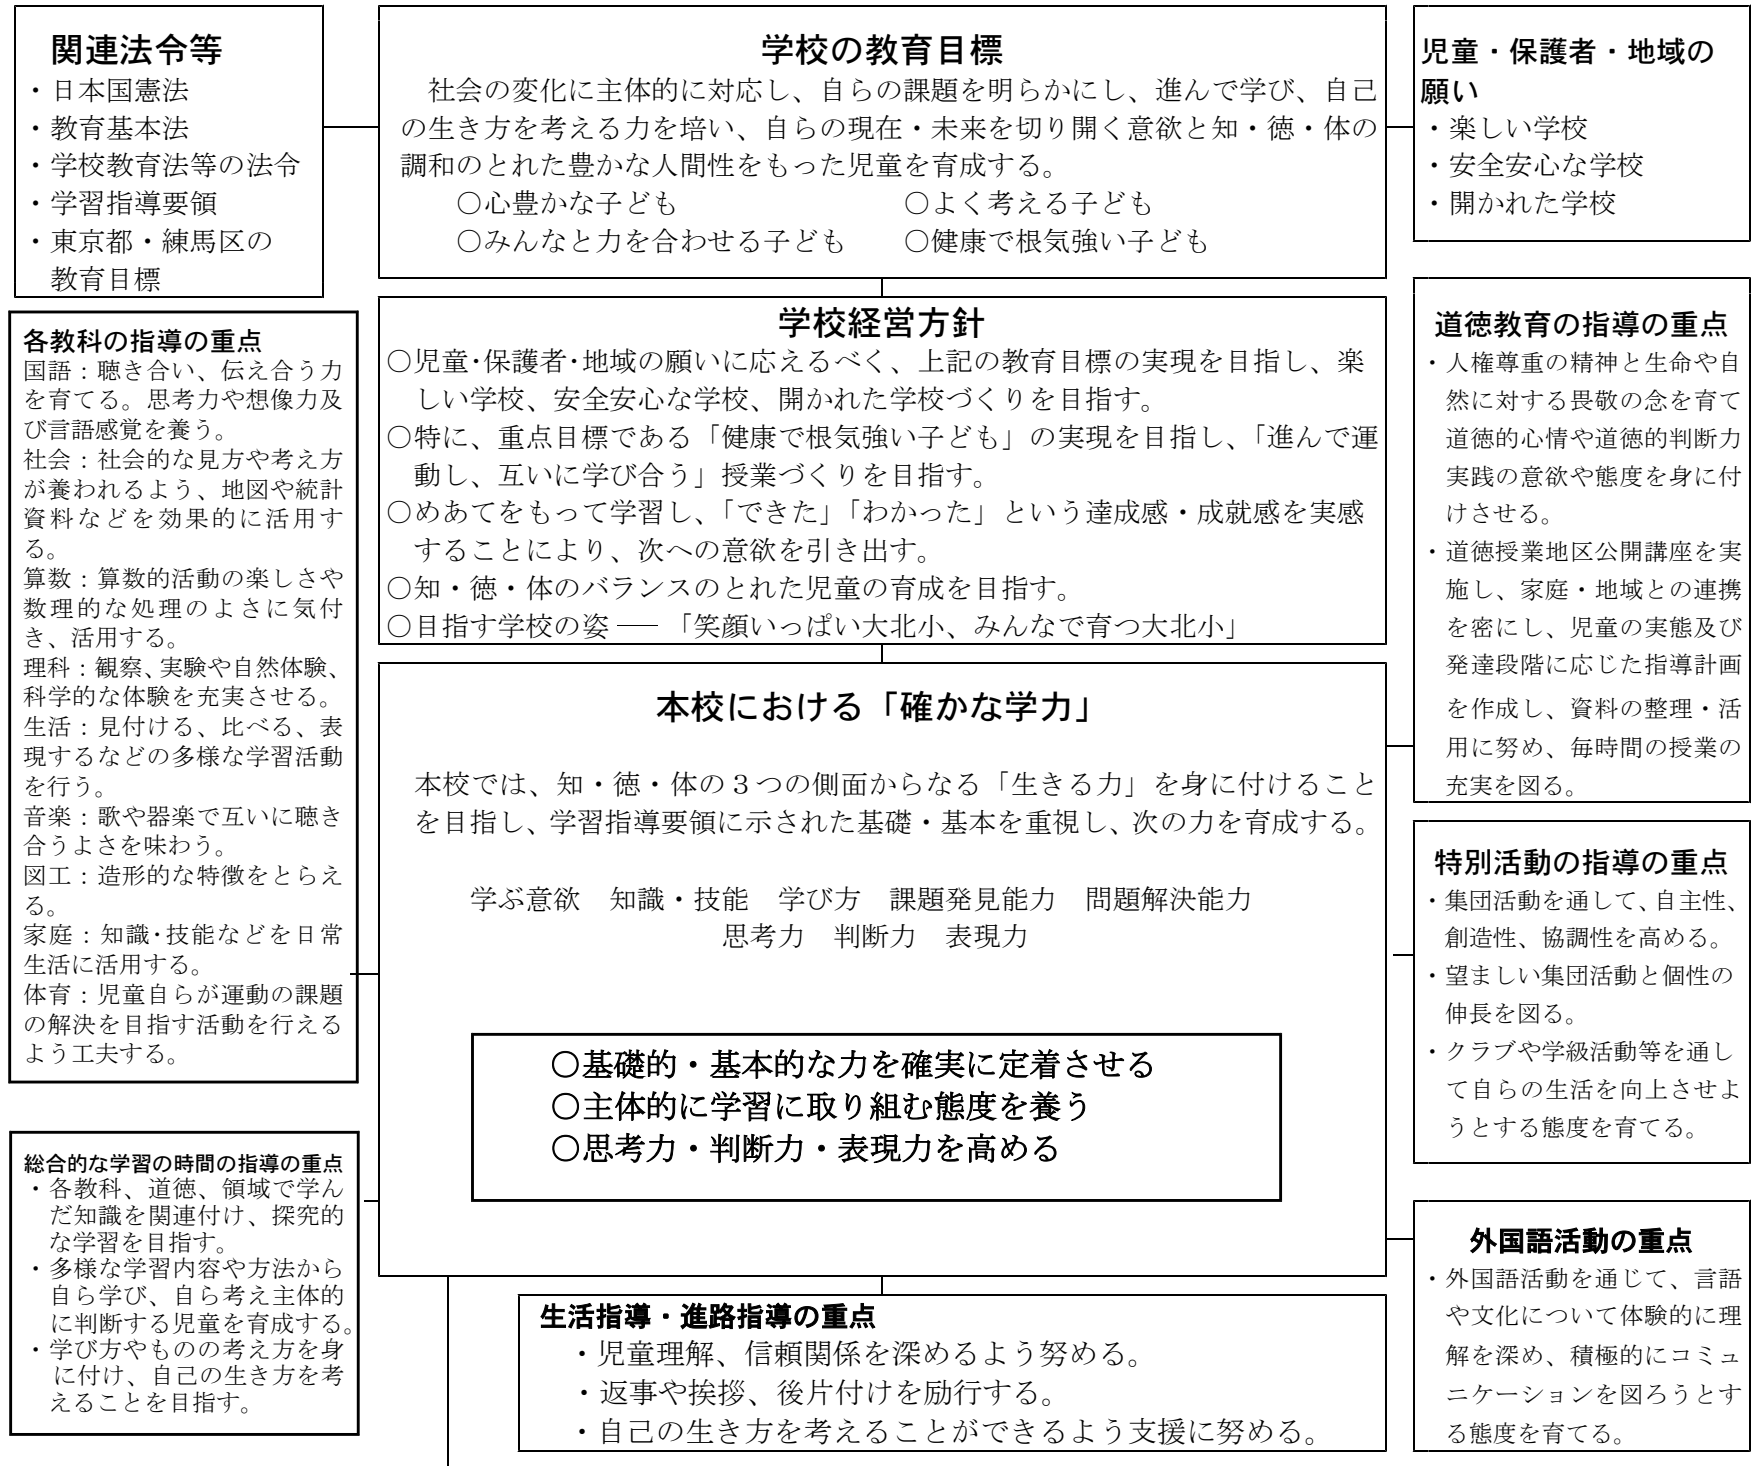 関連法令等
・日本国憲法
・教育基本法
・学校教育法等の法令
・学習指導要領
・東京都・練馬区の
教育目標
学校の教育目標
社会の変化に主体的に対応し、自らの課題を明らかにし、進んで学び、自己
の生き方を考える力を培い、自らの現在・未来を切り開く意欲と知・徳・体の
調和のとれた豊かな人間性をもった児童を育成する。
○心豊かな子ども ○よく考える子ども
○みんなと力を合わせる子ども ○健康で根気強い子ども
児童・保護者・地域の
願い
・楽しい学校
・安全安心な学校
・開かれた学校
各教科の指導の重点
国語：聴き合い、伝え合う力
を育てる。思考力や想像力及
び言語感覚を養う。
社会：社会的な見方や考え方
が養われるよう、地図や統計
資料などを効果的に活用す
る。
算数：算数的活動の楽しさや
数理的な処理のよさに気付
き、活用する。
理科：観察、実験や自然体験、
科学的な体験を充実させる。
生活：見付ける、比べる、表
現するなどの多様な学習活動
を行う。
音楽：歌や器楽で互いに聴き
合うよさを味わう。
図工：造形的な特徴をとらえ
る。
家庭：知識・技能などを日常
生活に活用する。
体育：児童自らが運動の課題
の解決を目指す活動を行える
よう工夫する。
学校経営方針
○児童・保護者・地域の願いに応えるべく、上記の教育目標の実現を目指し、楽
しい学校、安全安心な学校、開かれた学校づくりを目指す。
○特に、重点目標である「健康で根気強い子ども」の実現を目指し、「進んで運
動し、互いに学び合う」授業づくりを目指す。
○めあてをもって学習し、「できた」「わかった」という達成感・成就感を実感
することにより、次への意欲を引き出す。
○知・徳・体のバランスのとれた児童の育成を目指す。
○目指す学校の姿 ── 「笑顔いっぱい大北小、みんなで育つ大北小」
道徳教育の指導の重点
・人権尊重の精神と生命や自
然に対する畏敬の念を育て
道徳的心情や道徳的判断力
実践の意欲や態度を身に付
けさせる。
・道徳授業地区公開講座を実
施し、家庭・地域との連携
を密にし、児童の実態及び
発達段階に応じた指導計画
を作成し、資料の整理・活
用に努め、毎時間の授業の
充実を図る。
本校における「確かな学力」
本校では、知・徳・体の３つの側面からなる「生きる力」を身に付けること
を目指し、学習指導要領に示された基礎・基本を重視し、次の力を育成する。
学ぶ意欲 知識・技能 学び方 課題発見能力 問題解決能力
思考力 判断力 表現力
○基礎的・基本的な力を確実に定着させる
○主体的に学習に取り組む態度を養う
○思考力・判断力・表現力を高める
特別活動の指導の重点
・集団活動を通して、自主性、
創造性、協調性を高める。
・望ましい集団活動と個性の
伸長を図る。
・クラブや学級活動等を通し
て自らの生活を向上させよ
うとする態度を育てる。
総合的な学習の時間の指導の重点
・各教科、道徳、領域で学ん
だ知識を関連付け、探究的
な学習を目指す。
・多様な学習内容や方法から
自ら学び、自ら考え主体的
に判断する児童を育成する。
・学び方やものの考え方を身
に付け、自己の生き方を考
えることを目指す。
生活指導・進路指導の重点
・児童理解、信頼関係を深めるよう努める。
・返事や挨拶、後片付けを励行する。
・自己の生き方を考えることができるよう支援に努める。
外国語活動の重点
・外国語活動を通じて、言語
や文化について体験的に理
解を深め、積極的にコミュ
ニケーションを図ろうとす
る態度を育てる。